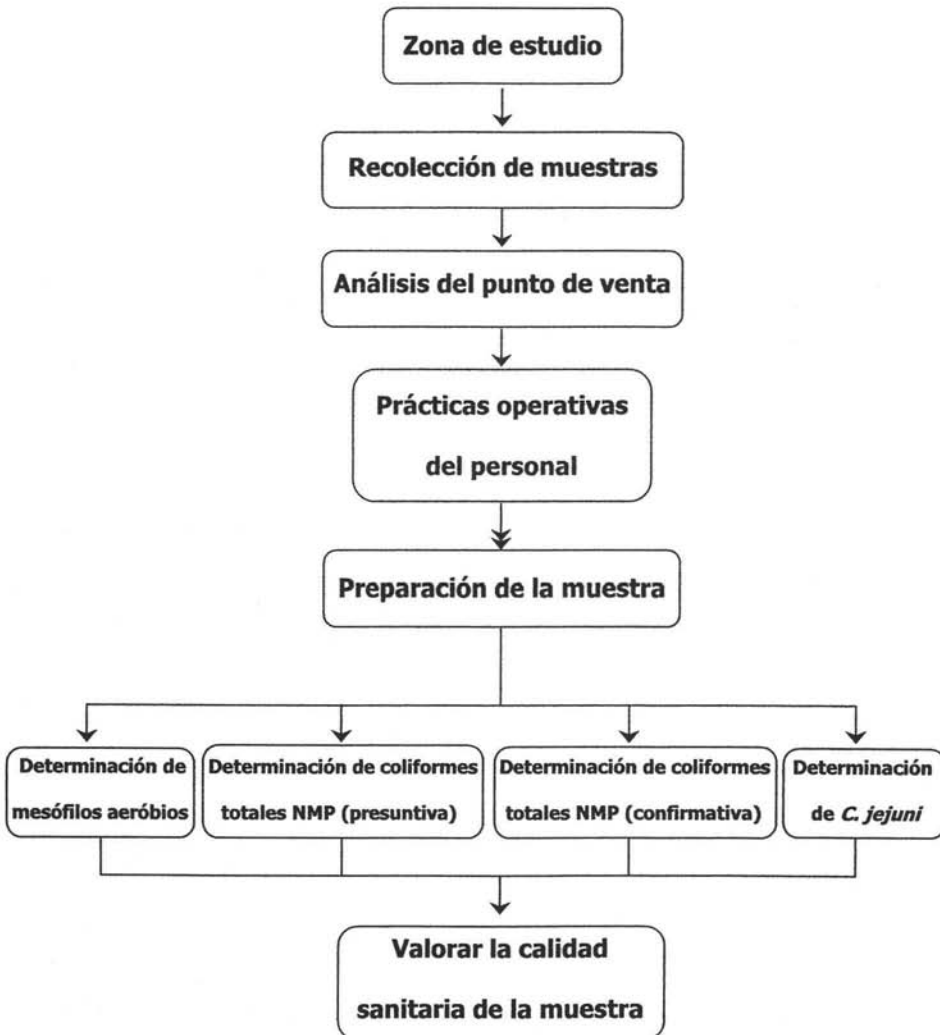 Zona de estudio
Recolección de muestras
Análisis del punto de venta
Prácticas operativas
del personal
Preparación de la muestra
Determinación de
mesófilos aeróbios
Determinación de coliformes
totales NMP (presuntiva)
Determinación de coliformes
totales NMP (confirmativa)
Determinación
de C. jejuni
Valorar la calidad
sanitaria de la muestra